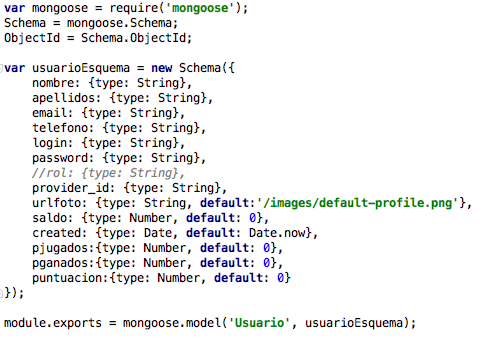 var mongoose = require('mongoose');
Schema = mongoose.Schema;
ObjectId = Schema.ObjectId;

var usuarioEsquema = new Schema({
    nombre: {type: String},
    apellidos: {type: String},
    email: {type: String},
    telefono: {type: String},
    login: {type: String},
    password: {type: String},
    //rol: {type: String},
    provider_id: {type: String},
    urlfoto: {type: String, default:'/images/default-profile.png'},
    saldo: {type: Number, default: 0},
    created: {type: Date, default: Date.now},
    pjugados:{type: Number, default: 0},
    pganados:{type: Number, default: 0},
    puntuacion:{type: Number, default: 0}
});

module.exports = mongoose.model('Usuario', usuarioEsquema);